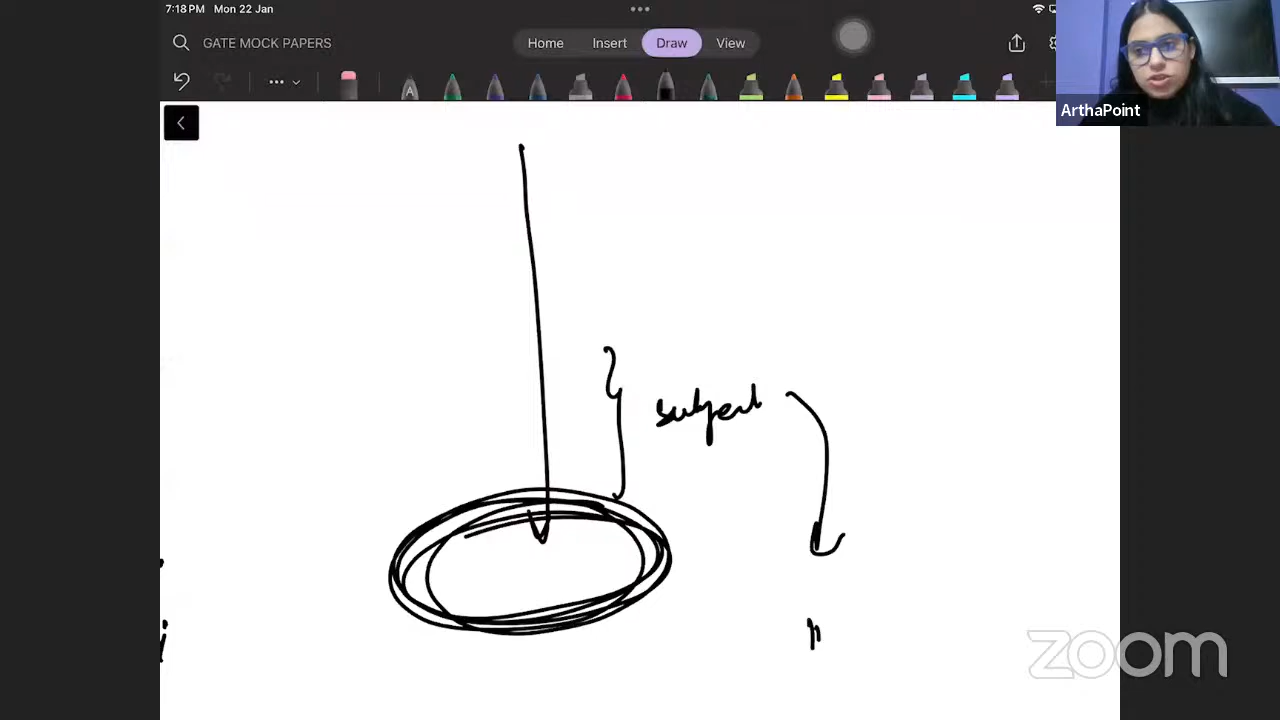 7:18 PM Mon 22 Jan
GATE MOCK PAPERS
Home Insert Draw View
A
ArthaPoint
subject
zoom